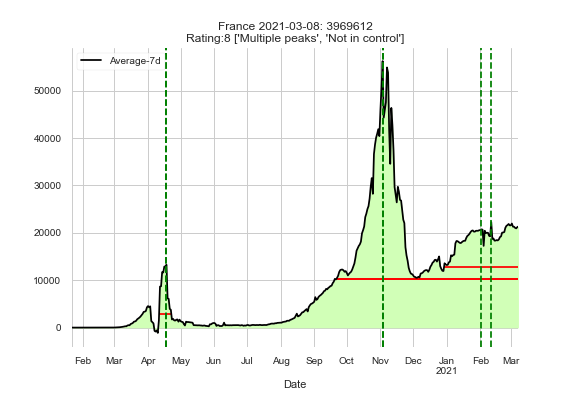 France 2021-03-08: 3969612
Rating:8 ['Multiple peaks', 'Not in control']
Average-7d
50000
40000
30000
20000
10000
0
Feb Mar Apr May Jun Jul Aug Sep Oct Nov Dec Jan Feb Mar
2021
Date